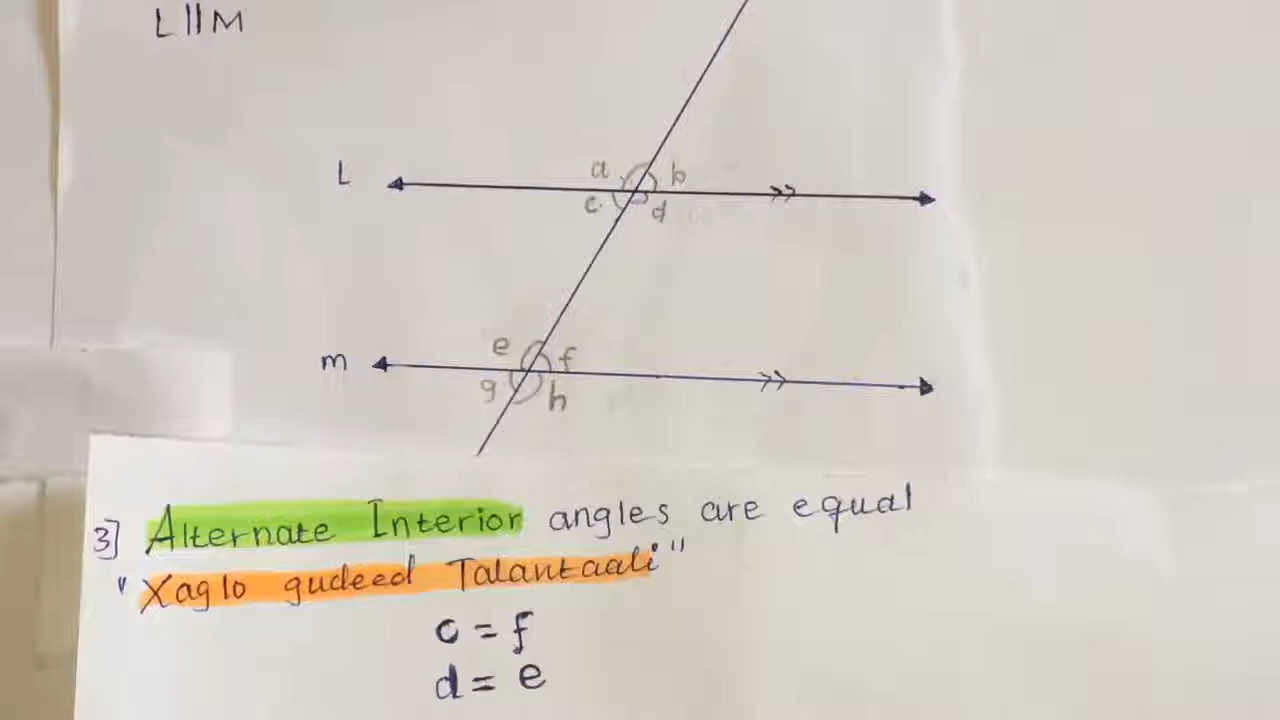 L || M
L
a
b
c
d
m
e
f
g
h
3] Alternate Interior angles are equal
"Xaglo gudeed Talantaali"
c = f
d = e